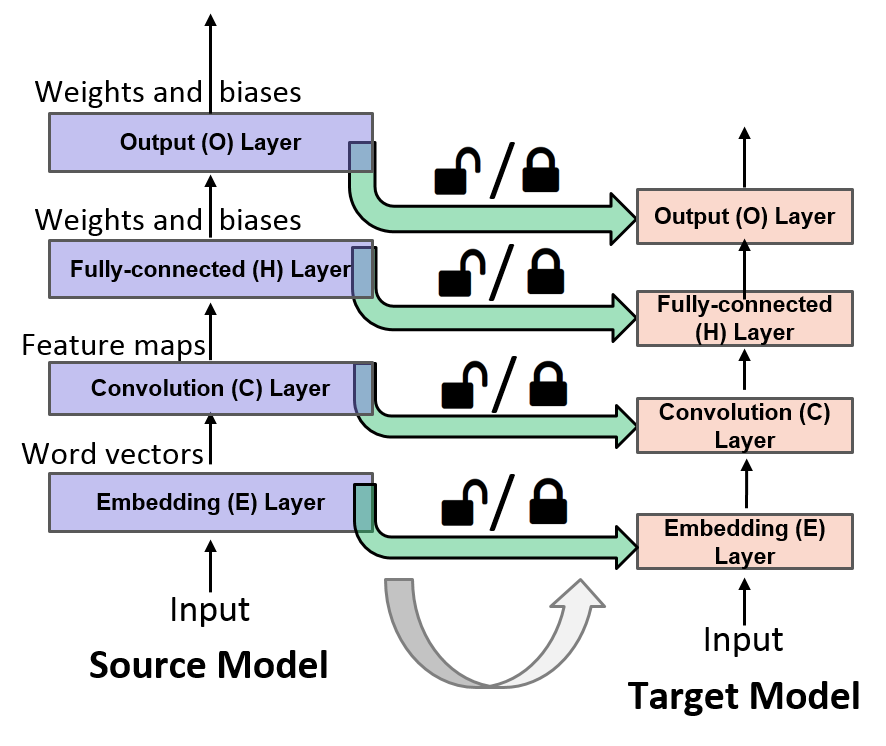 Weights and biases
Output (O) Layer
Weights and biases
Fully-connected (H) Layer
Feature maps
Convolution (C) Layer
Word vectors
Embedding (E) Layer
Input
Source Model
/
/
/
/
Output (O) Layer
Fully-connected
(H) Layer
Convolution (C)
Layer
Embedding (E)
Layer
Input
Target Model